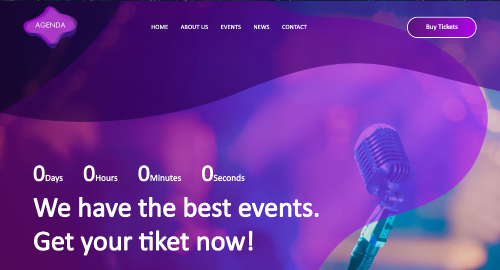 AGENDA
HOME ABOUT US EVENTS NEWS CONTACT
Buy Tickets
0Days 0Hours 0Minutes 0Seconds
We have the best events.
Get your tiket now!